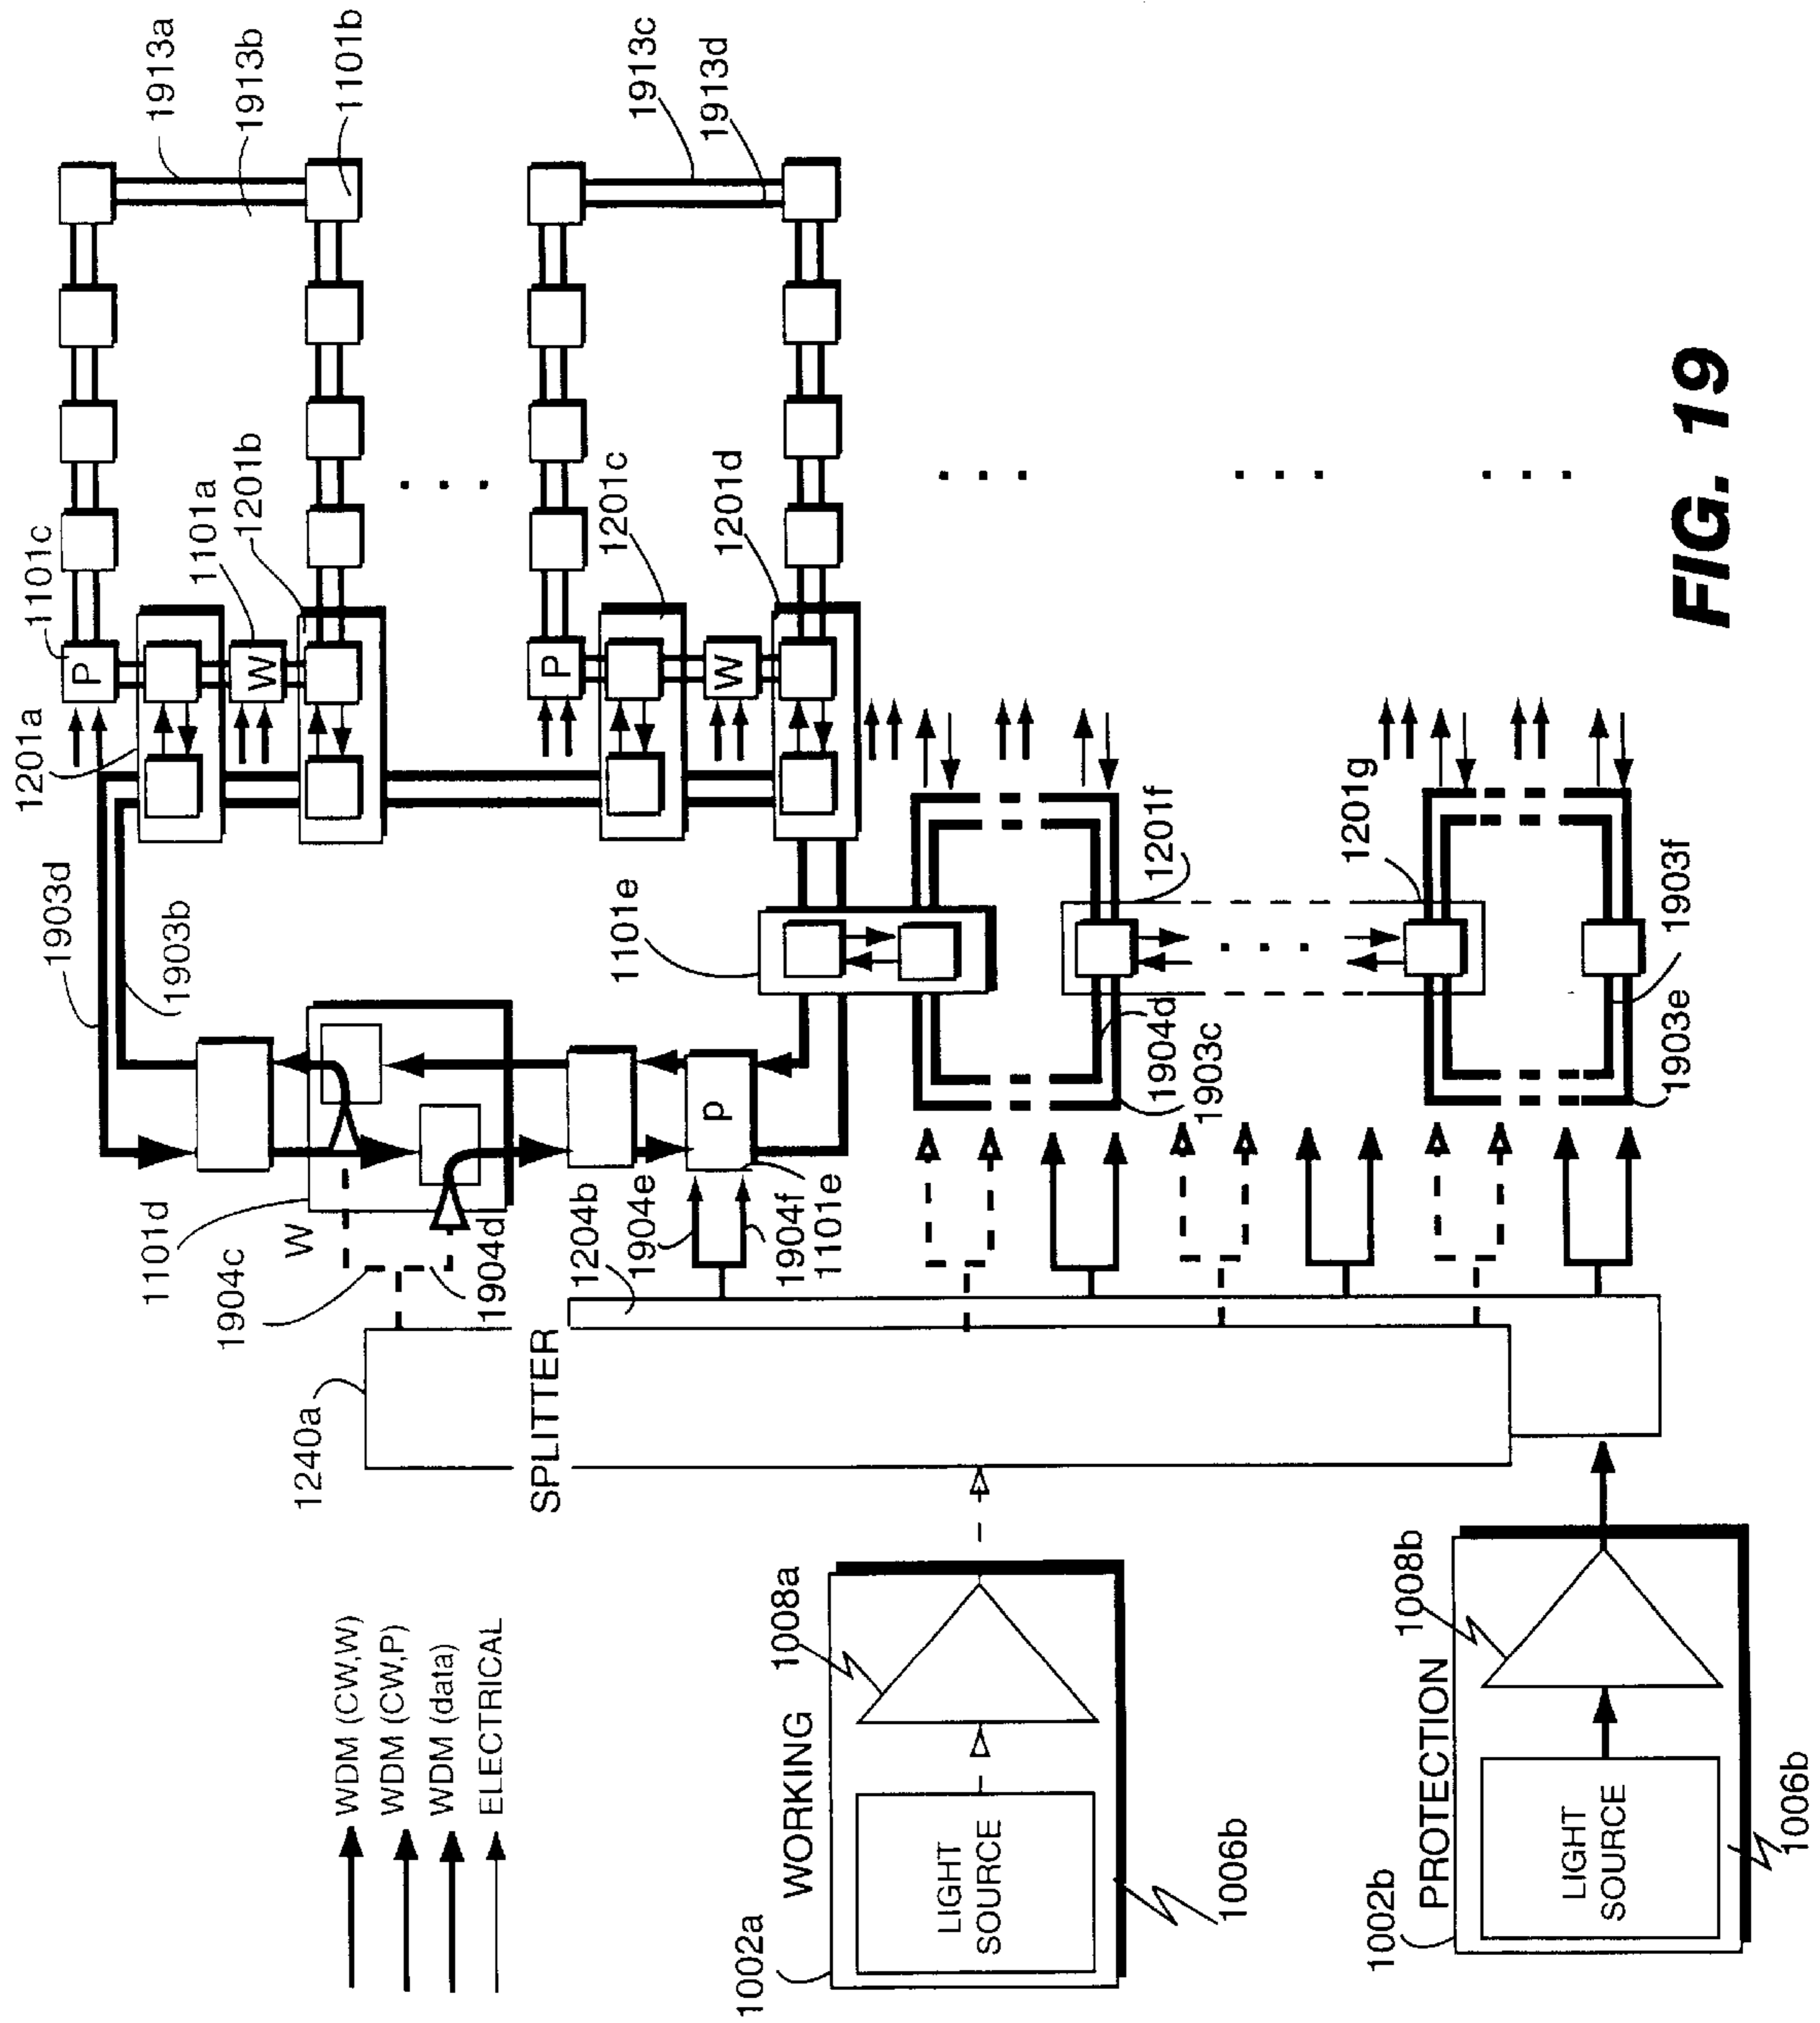 WDM (CW,W)
WDM (CW,P)
WDM (data)
ELECTRICAL
1002a
WORKING
LIGHT
SOURCE
1008a
1006b
1002b
PROTECTION
LIGHT
SOURCE
1008b
1006b
1240a
SPLITTER
1204b
1904c
1904d
1101d
W
1904e
1904f
1101e
p
1903d
1903b
1101e
1904d
1903c
1201f
1201g
1903e
1903f
1201a
P
1101c
W
1101a
1201b
1913a
1913b
1101b
P
W
1201c
1201d
1913c
1913d
FIG. 19